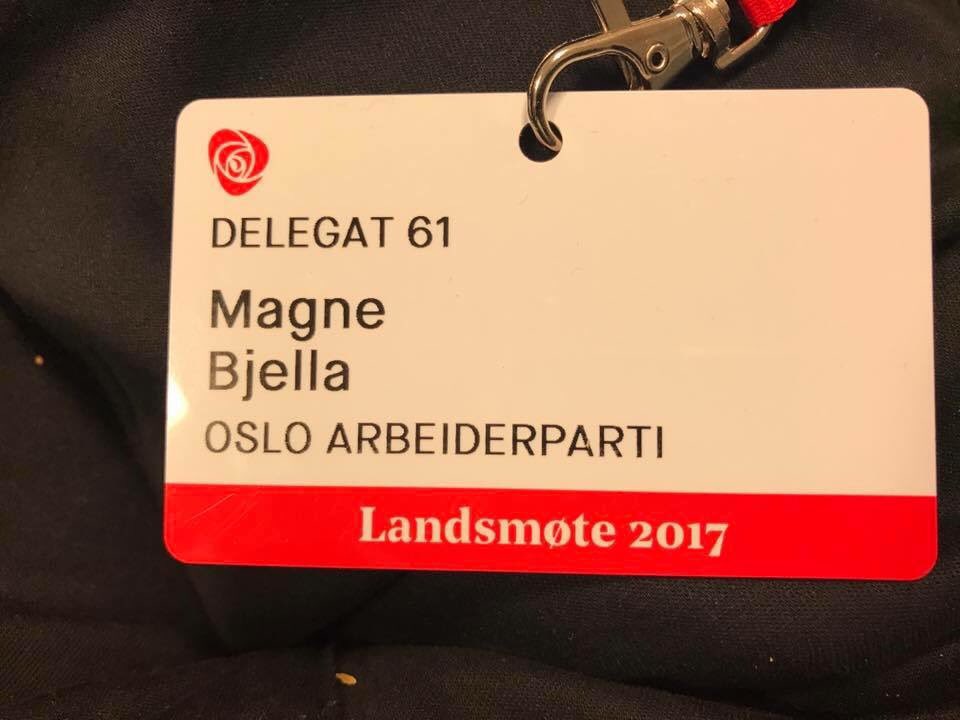 DELEGAT 61
Magne
Bjella
OSLO ARBEIDERPARTI
Landsmøte 2017